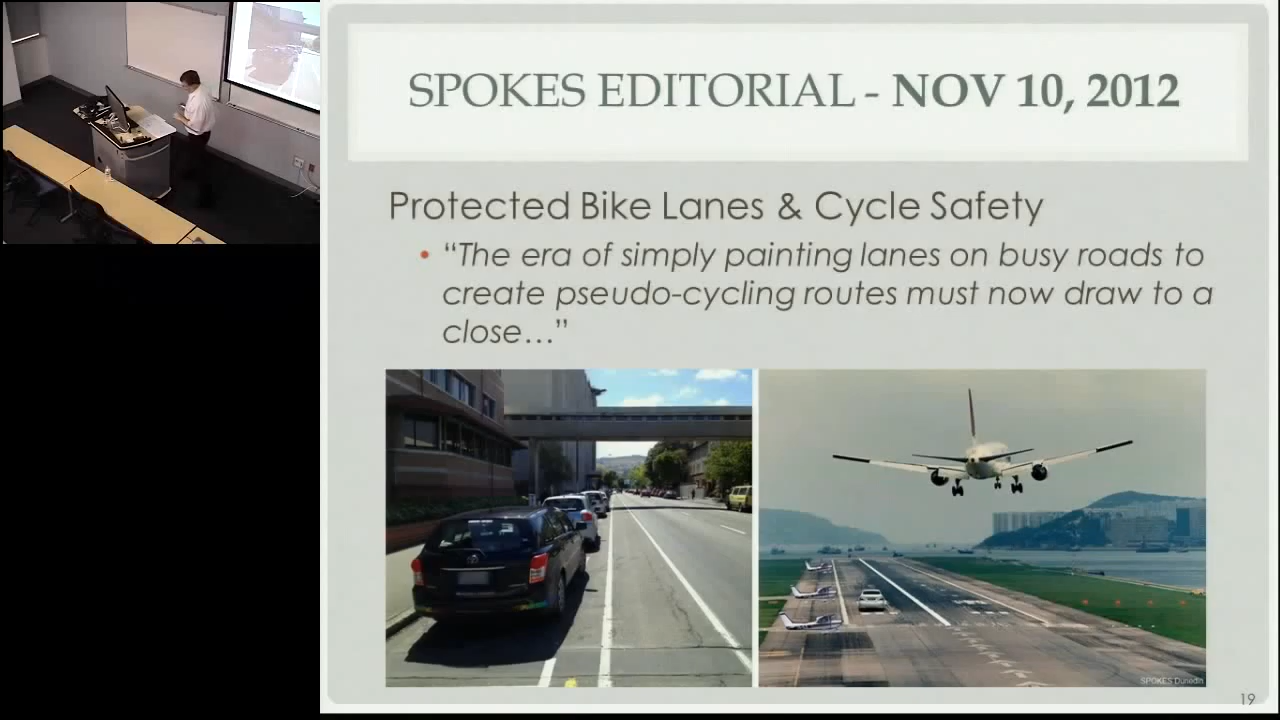 SPOKES EDITORIAL - NOV 10, 2012
Protected Bike Lanes & Cycle Safety
• “The era of simply painting lanes on busy roads to
create pseudo-cycling routes must now draw to a
close…”
SPOKES Dunedin
19